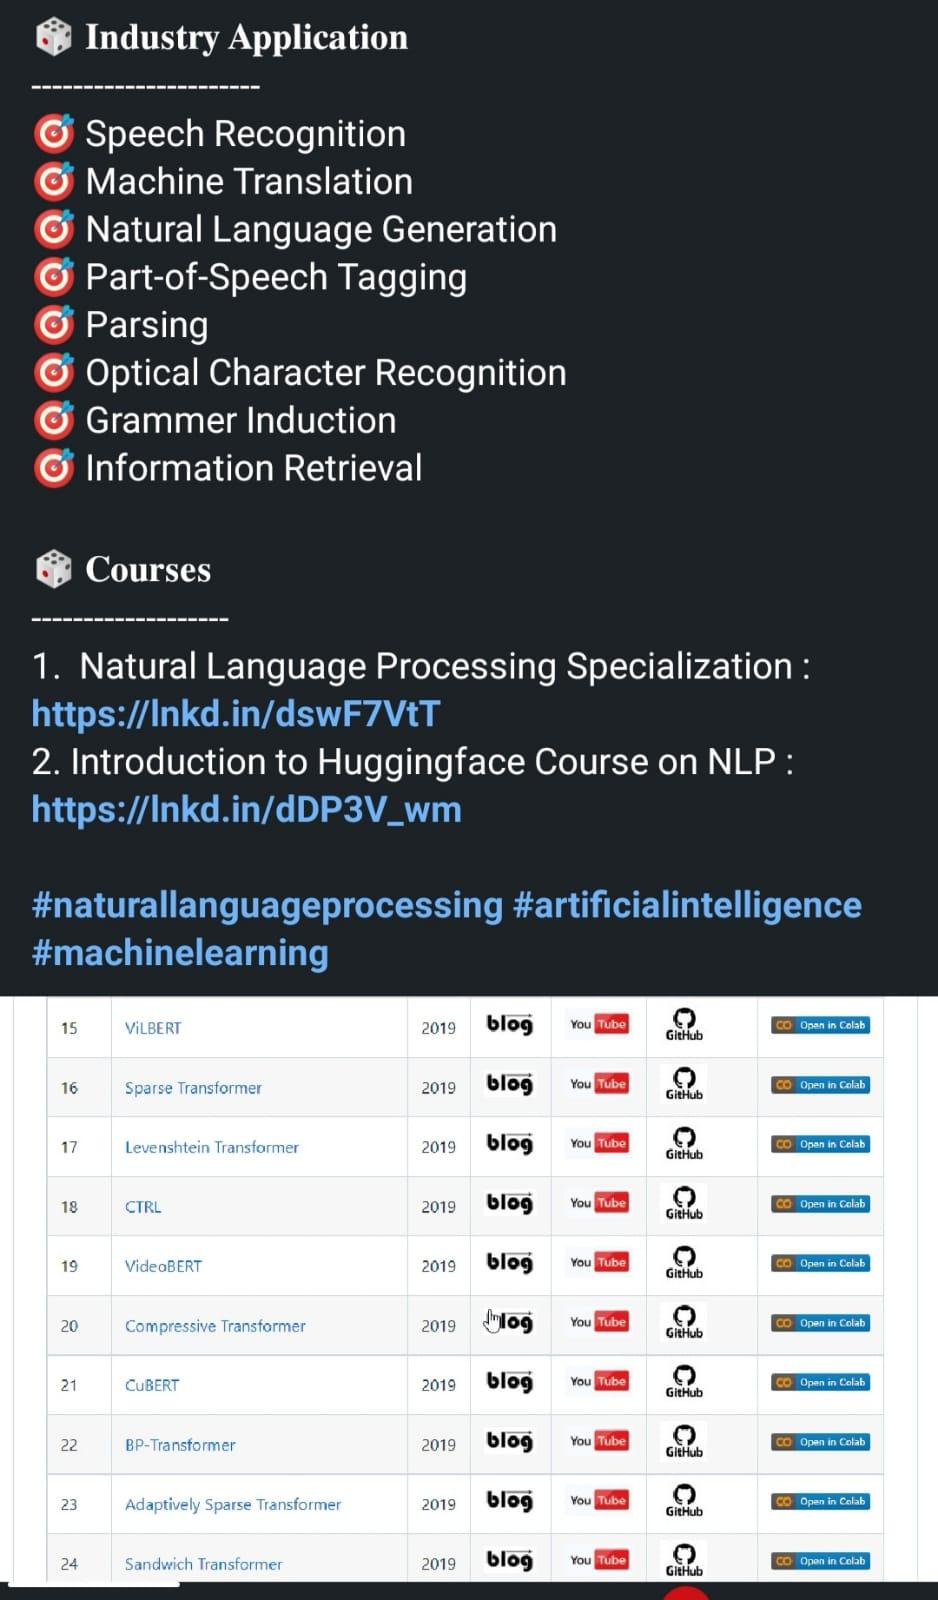 🎲 Industry Application
----------------------
🎯 Speech Recognition
🎯 Machine Translation
🎯 Natural Language Generation
🎯 Part-of-Speech Tagging
🎯 Parsing
🎯 Optical Character Recognition
🎯 Grammer Induction
🎯 Information Retrieval
🎲 Courses
-------------------
1. Natural Language Processing Specialization :
https://lnkd.in/dswF7VtT
2. Introduction to Huggingface Course on NLP :
https://lnkd.in/dDP3V_wm
#naturallanguageprocessing #artificialintelligence
#machinelearning
15 ViLBERT 2019 blog YouTube GitHub Open in Colab
16 Sparse Transformer 2019 blog YouTube GitHub Open in Colab
17 Levenshtein Transformer 2019 blog YouTube GitHub Open in Colab
18 CTRL 2019 blog YouTube GitHub Open in Colab
19 VideoBERT 2019 blog YouTube GitHub Open in Colab
20 Compressive Transformer 2019 blog YouTube GitHub Open in Colab
21 CuBERT 2019 blog YouTube GitHub Open in Colab
22 BP-Transformer 2019 blog YouTube GitHub Open in Colab
23 Adaptively Sparse Transformer 2019 blog YouTube GitHub Open in Colab
24 Sandwich Transformer 2019 blog YouTube GitHub Open in Colab